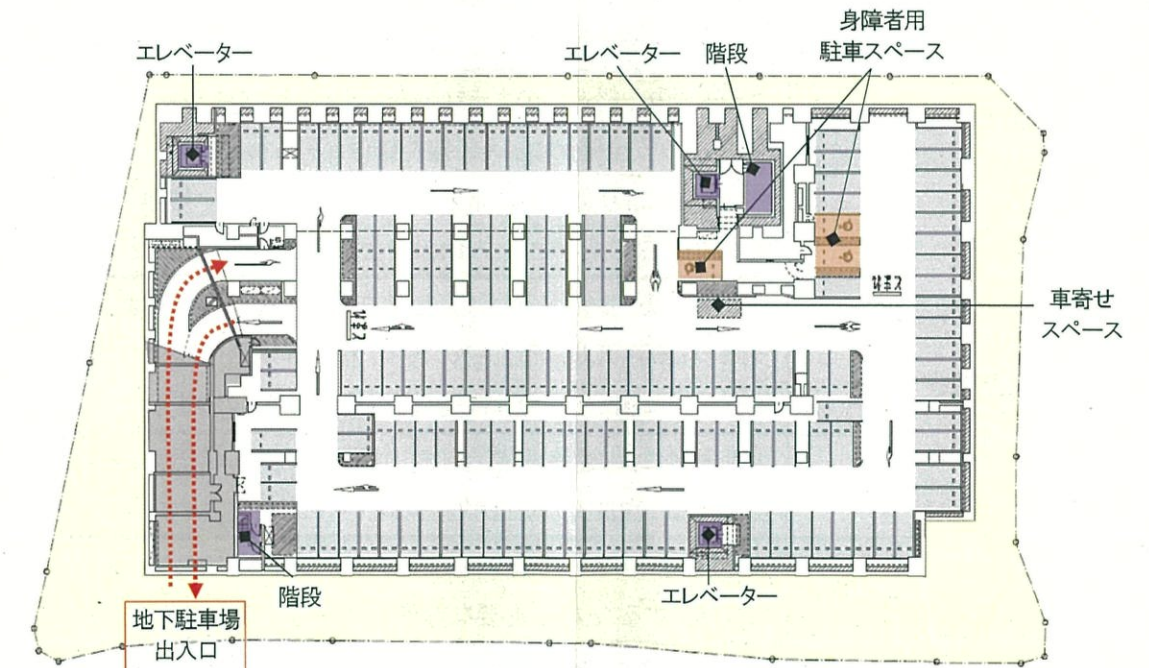 身障者用
駐車スペース
エレベーター
エレベーター
階段
車寄せ
スペース
階段
エレベーター
地下駐車場
出入口